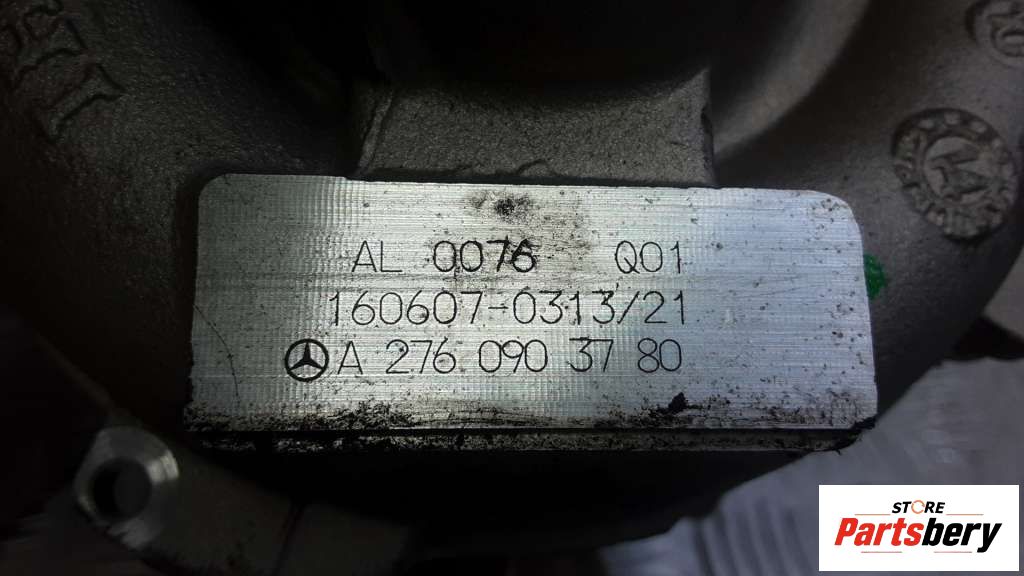 AL 0076 Q01
160607-0313/21
A 276 090 37 80
STORE
Partsbery